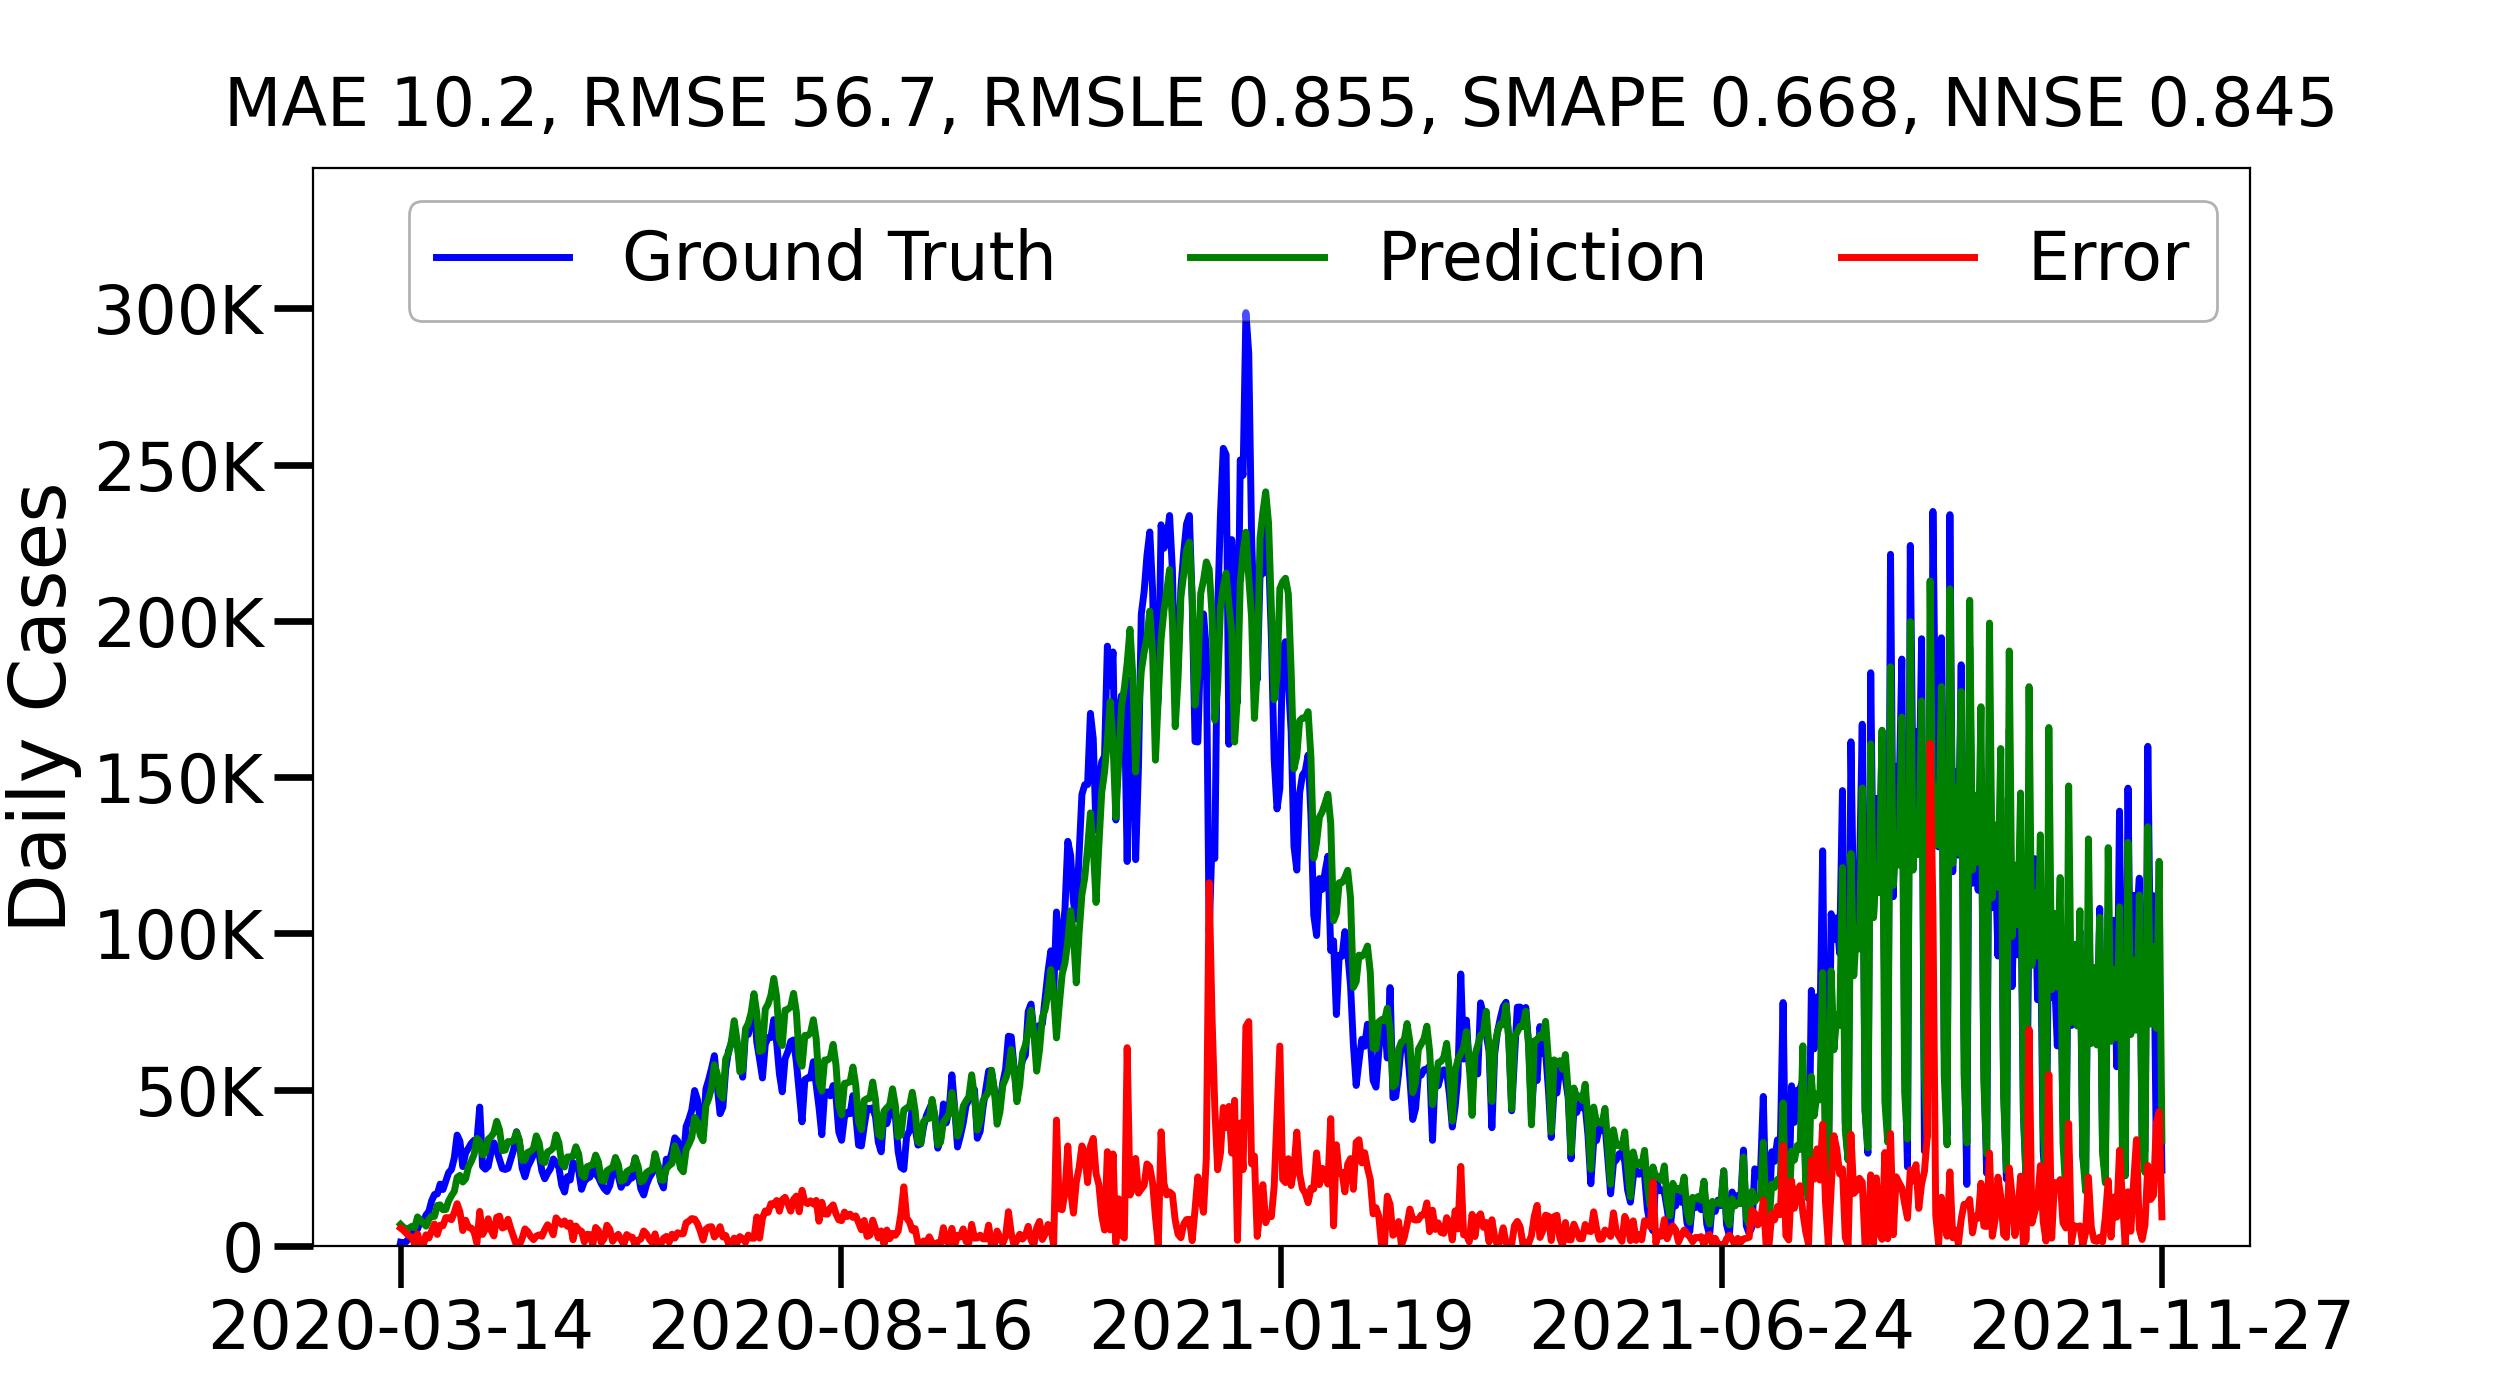 MAE 10.2, RMSE 56.7, RMSLE 0.855, SMAPE 0.668, NNSE 0.845
Ground Truth Prediction Error
Daily Cases
300K
250K
200K
150K
100K
50K
0
2020-03-14 2020-08-16 2021-01-19 2021-06-24 2021-11-27